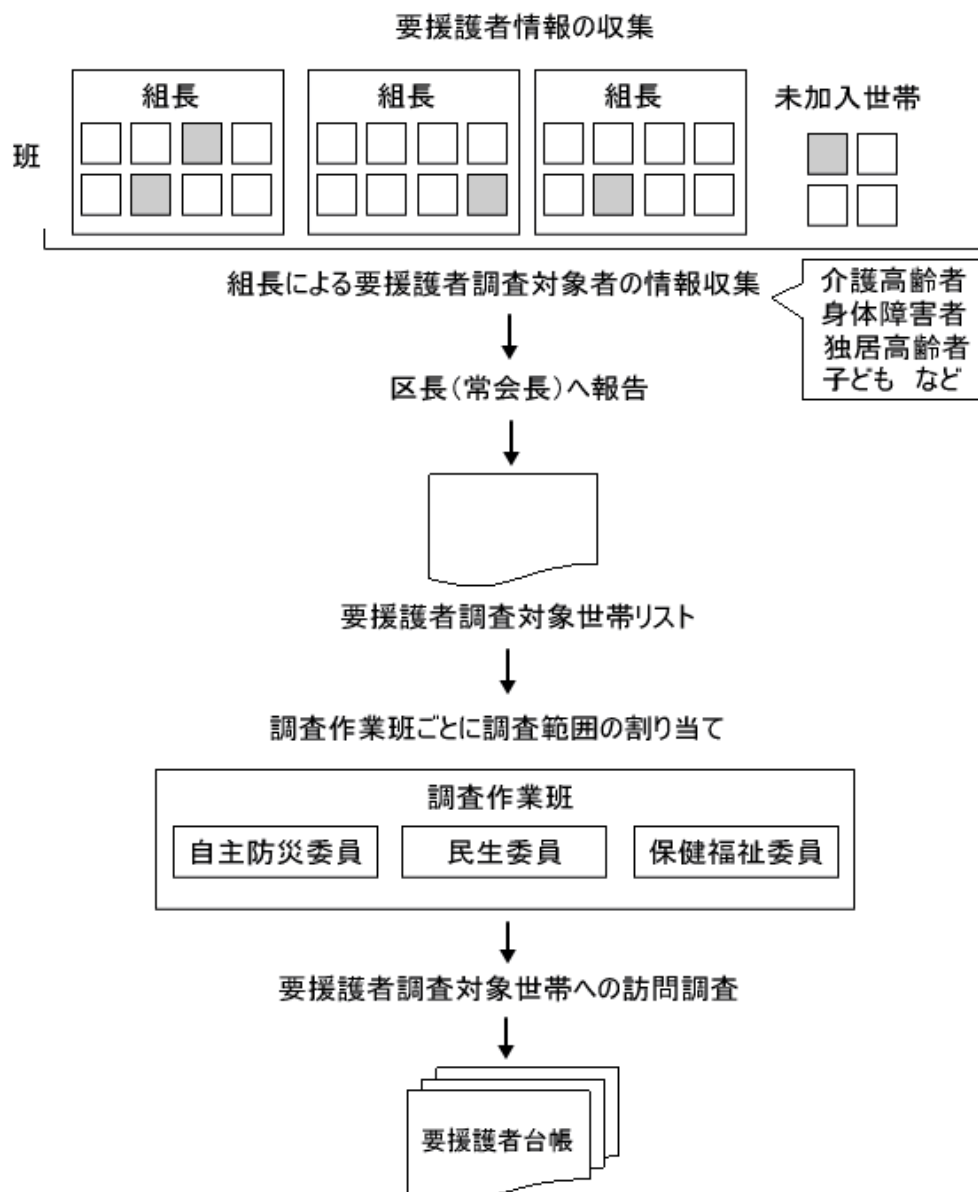 要援護者情報の収集
組長
組長
組長
未加入世帯
班
組長による要援護者調査対象者の情報収集
介護高齢者
身体障害者
独居高齢者
子ども など
区長(常会長)へ報告
要援護者調査対象世帯リスト
調査作業班ごとに調査範囲の割り当て
調査作業班
自主防災委員
民生委員
保健福祉委員
要援護者調査対象世帯への訪問調査
要援護者台帳